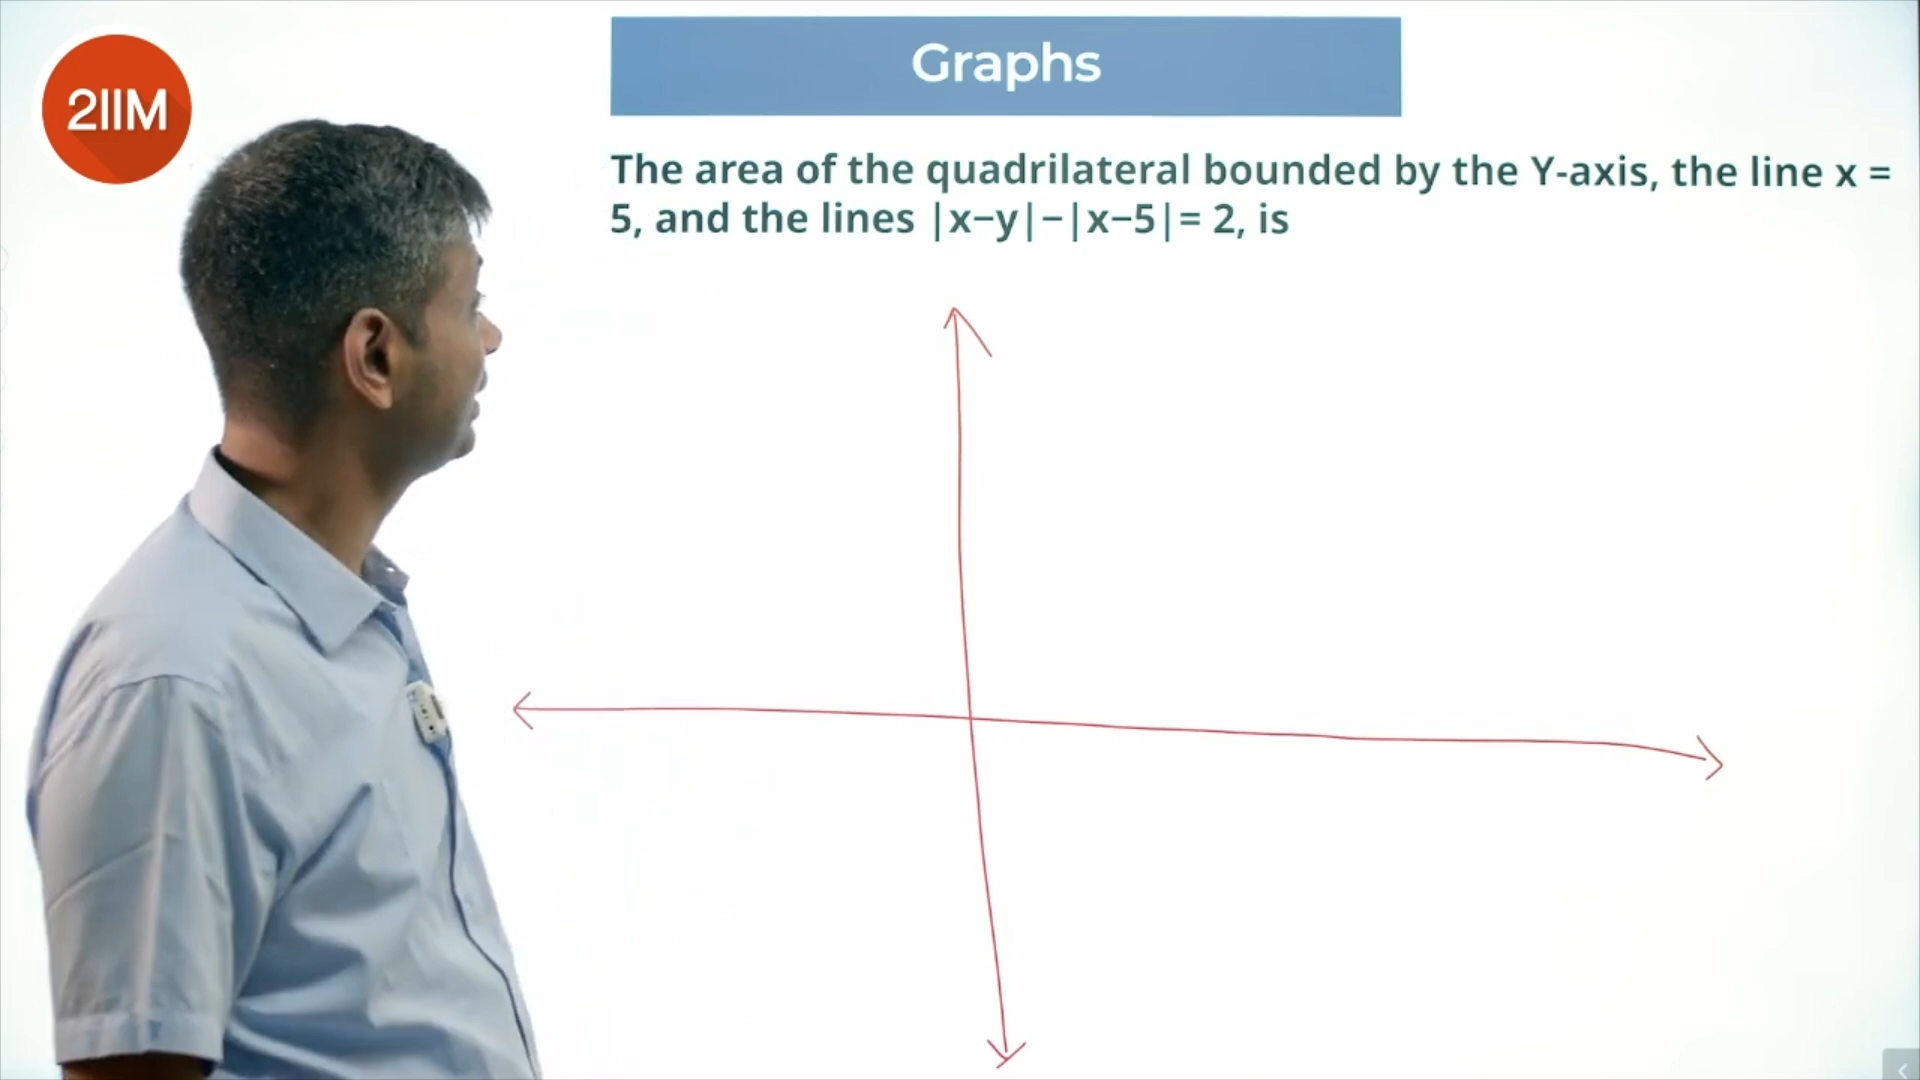 2IIM
Graphs
The area of the quadrilateral bounded by the Y-axis, the line x =
5, and the lines |x−y|−|x−5|= 2, is